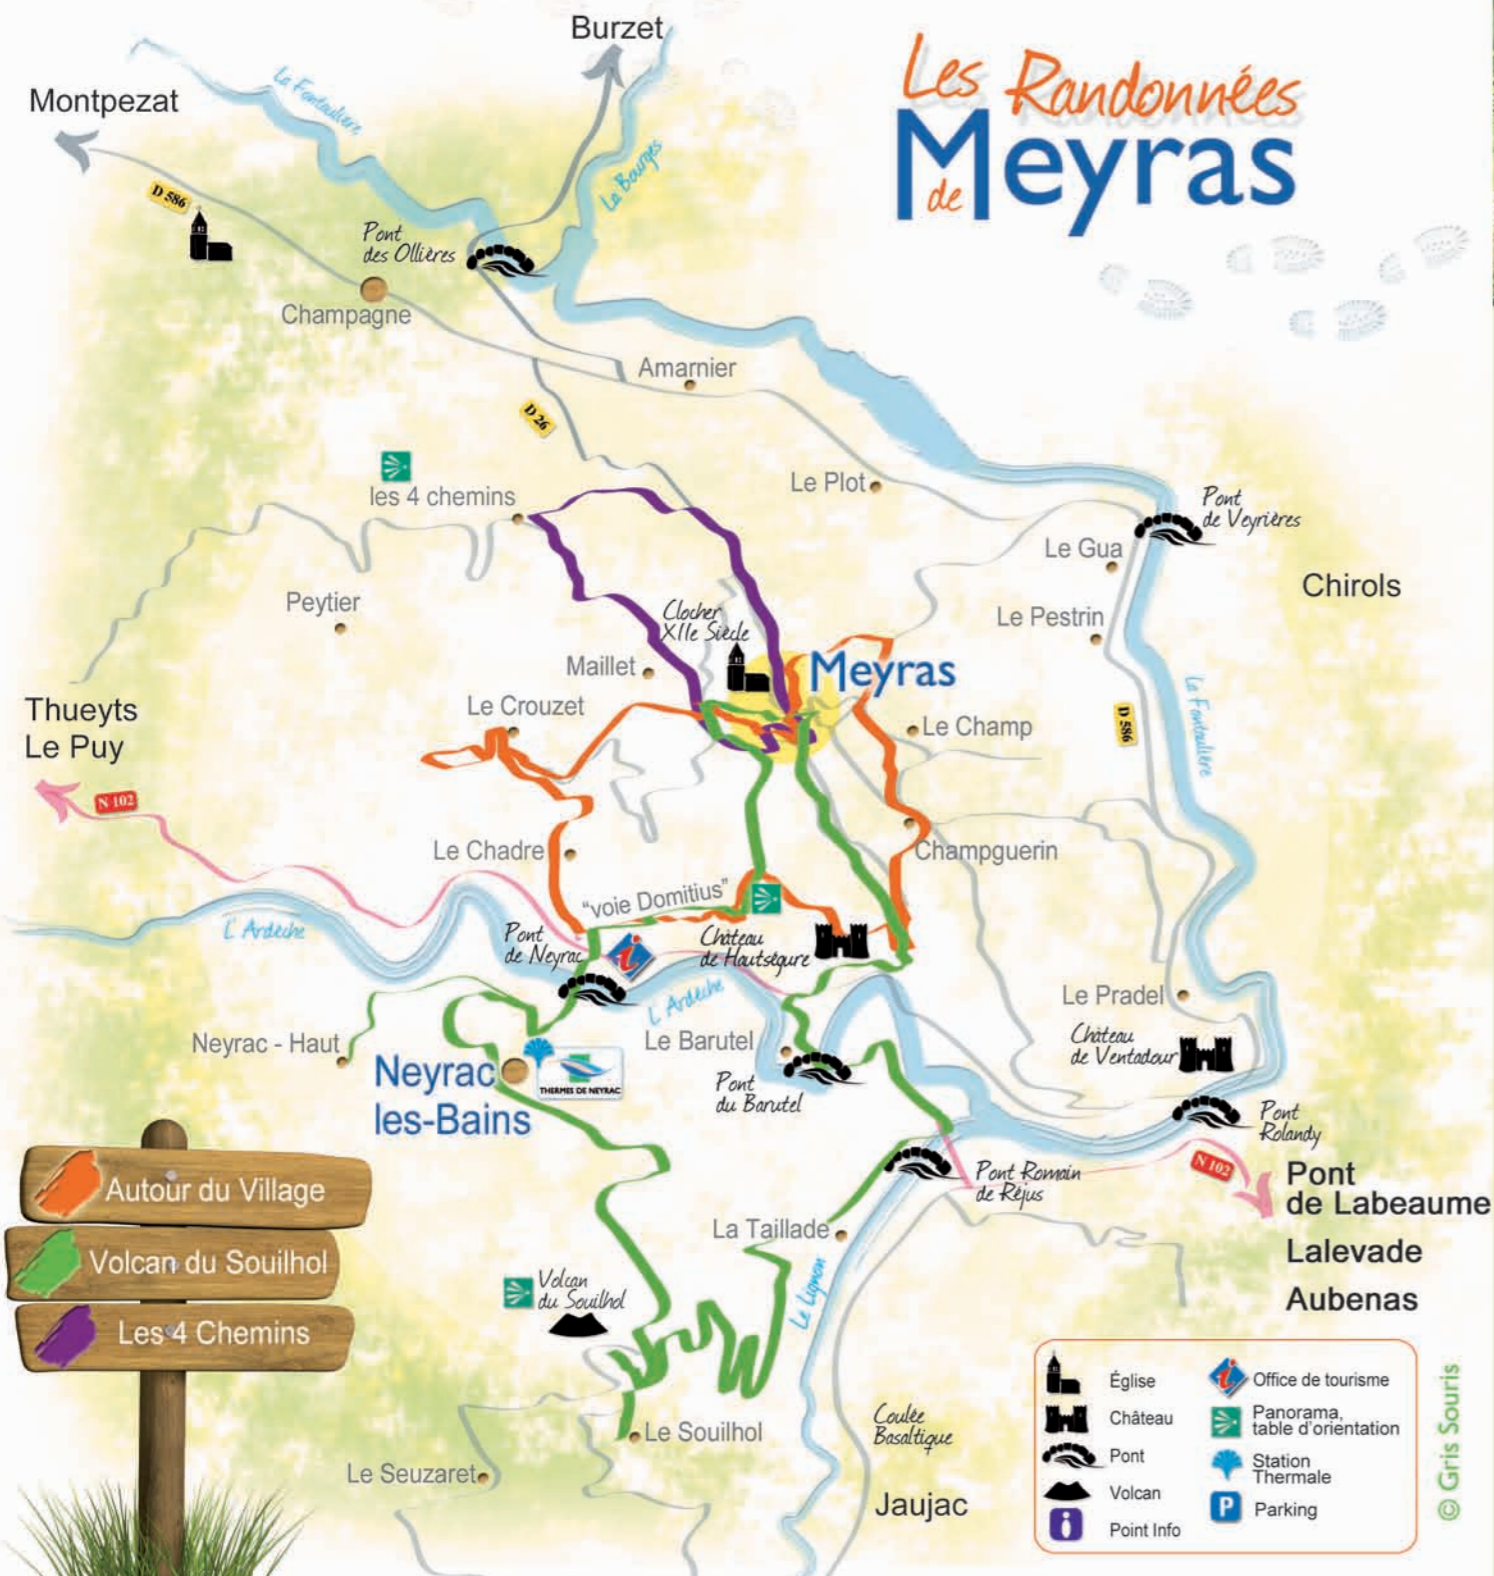 Burzet
Montpezat
La Fontaulière
La Bourges
Les Randonnées
de Meyras
D 586
Pont
des Ollières
Champagne
Amarnier
D 26
les 4 chemins
Le Plot
Pont
de Veyrières
Le Gua
Chirols
Peytier
Clocher
XIIe Siècle
Le Pestrin
Maillet
Meyras
Le Crouzet
Thueyts
Le Puy
Le Champ
D 586
La Fontaulière
N 102
Le Chadre
Champguerin
"voie Domitius"
L'Ardèche
Pont
de Neyrac
Château
de Hautségure
L'Ardèche
Le Pradel
Neyrac - Haut
Le Barutel
Château
de Ventadour
Neyrac
les-Bains
THERMES DE NEYRAC
Pont
du Barutel
Pont
Rolandy
N 102
Pont Romain
de Réjus
Pont
de Labeaume
Lalevade
Aubenas
Autour du Village
Volcan du Souilhol
Les 4 Chemins
La Taillade
Le Lignon
Volcan
du Souilhol
Le Souilhol
Le Seuzaret
Coulée
Basaltique
Jaujac
Église
Château
Pont
Volcan
Point Info
Office de tourisme
Panorama,
table d'orientation
Station
Thermale
P Parking
© Gris Souris